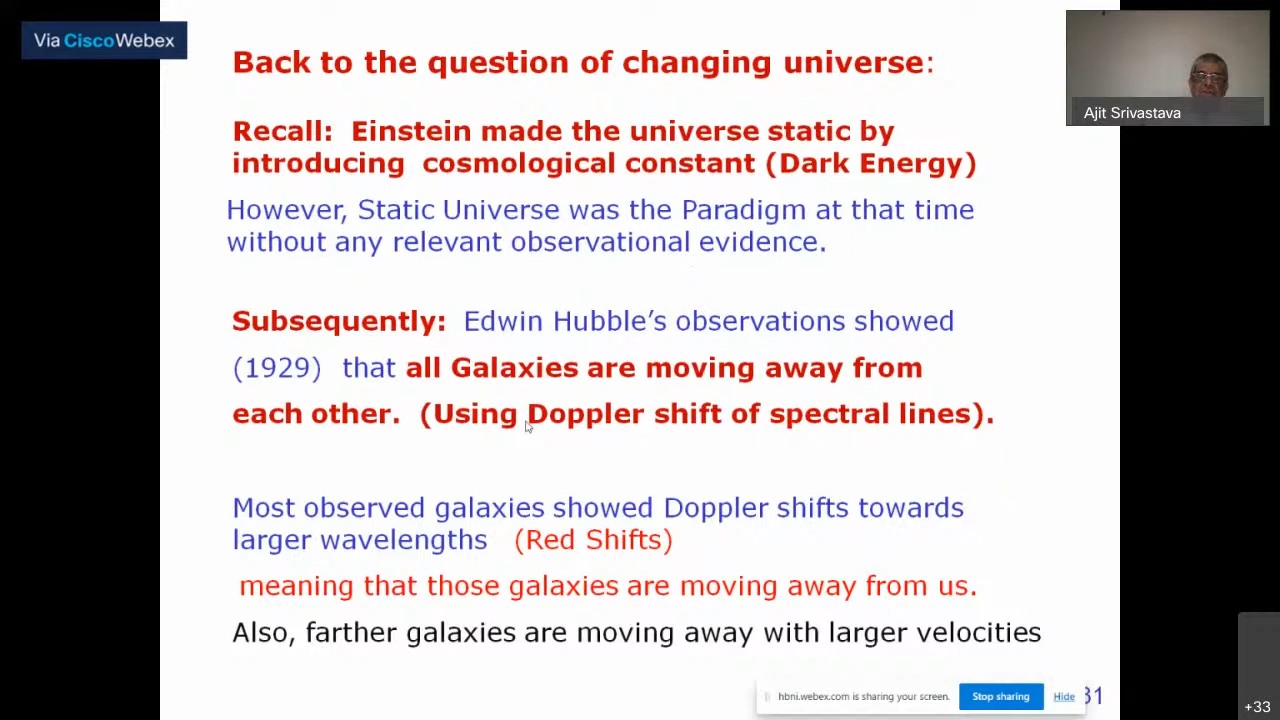 Via Cisco Webex
Back to the question of changing universe:
Ajit Srivastava
Recall: Einstein made the universe static by
introducing cosmological constant (Dark Energy)
However, Static Universe was the Paradigm at that time
without any relevant observational evidence.
Subsequently: Edwin Hubble's observations showed
(1929) that all Galaxies are moving away from
each other. (Using Doppler shift of spectral lines).
Most observed galaxies showed Doppler shifts towards
larger wavelengths (Red Shifts)
meaning that those galaxies are moving away from us.
Also, farther galaxies are moving away with larger velocities
hbni.webex.com is sharing your screen. Stop sharing Hide
31
+33